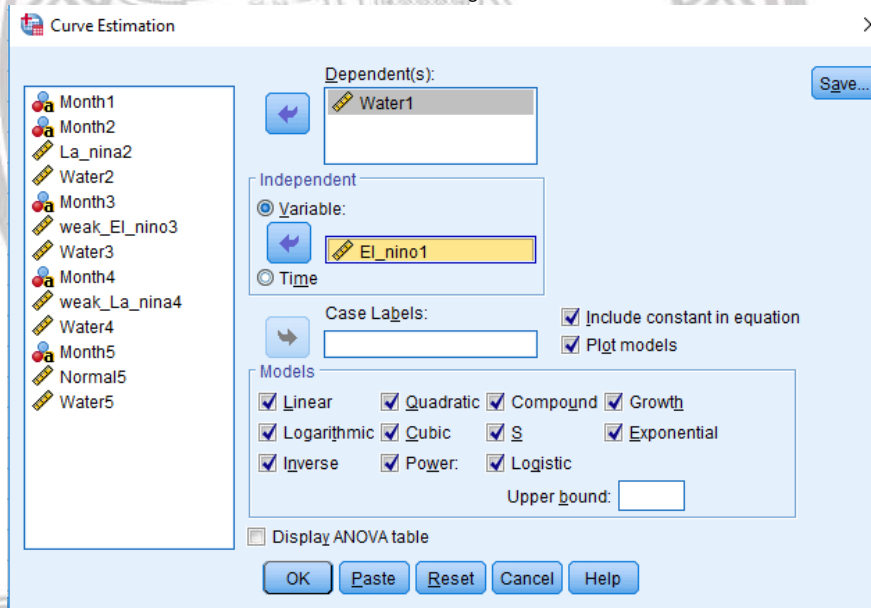 Curve Estimation
Month1
Month2
La_nina2
Water2
Month3
weak_El_nino3
Water3
Month4
weak_La_nina4
Water4
Month5
Normal5
Water5
Dependent(s):
Water1
Save...
Independent
Variable:
El_nino1
Time
Case Labels:
Include constant in equation
Plot models
Models
Linear Quadratic Compound Growth
Logarithmic Cubic S Exponential
Inverse Power: Logistic
Upper bound:
Display ANOVA table
OK Paste Reset Cancel Help